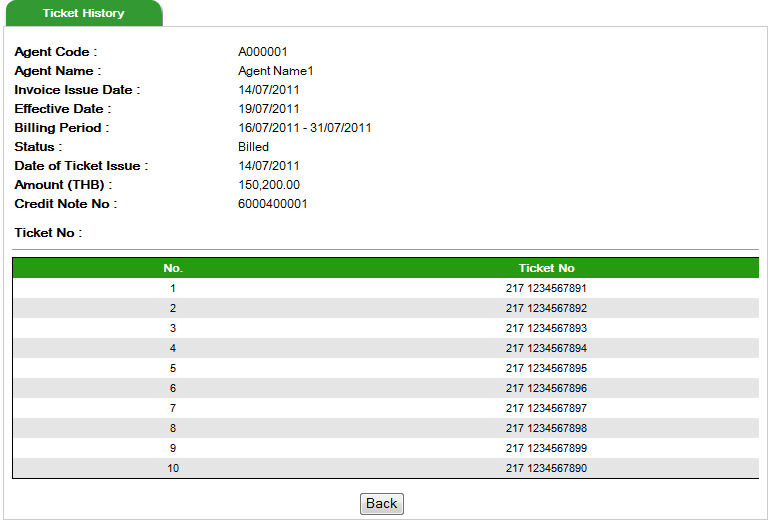 Ticket History
Agent Code : A000001
Agent Name : Agent Name1
Invoice Issue Date : 14/07/2011
Effective Date : 19/07/2011
Billing Period : 16/07/2011 - 31/07/2011
Status : Billed
Date of Ticket Issue : 14/07/2011
Amount (THB) : 150,200.00
Credit Note No : 6000400001
Ticket No :
No. Ticket No
1 217 1234567891
2 217 1234567892
3 217 1234567893
4 217 1234567894
5 217 1234567895
6 217 1234567896
7 217 1234567897
8 217 1234567898
9 217 1234567899
10 217 1234567890
Back